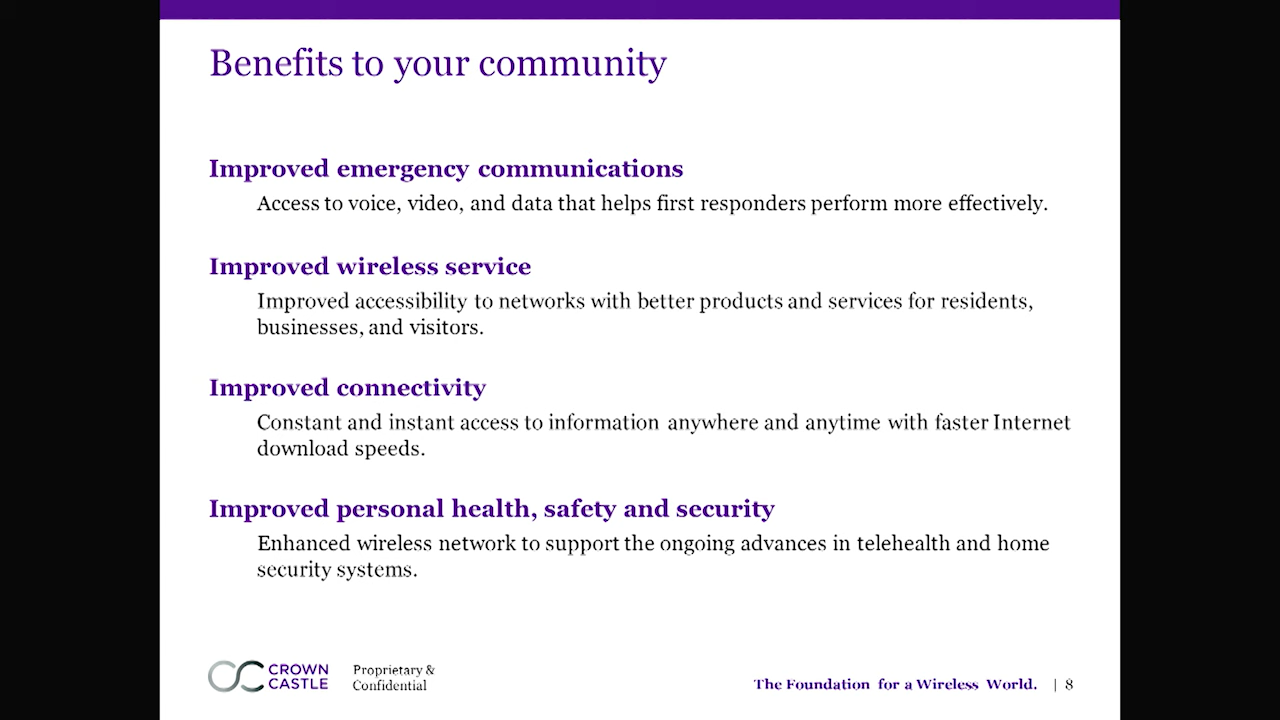 Benefits to your community
Improved emergency communications
Access to voice, video, and data that helps first responders perform more effectively.
Improved wireless service
Improved accessibility to networks with better products and services for residents,
businesses, and visitors.
Improved connectivity
Constant and instant access to information anywhere and anytime with faster Internet
download speeds.
Improved personal health, safety and security
Enhanced wireless network to support the ongoing advances in telehealth and home
security systems.
CROWN
CASTLE
Proprietary &
Confidential
The Foundation for a Wireless World. | 8